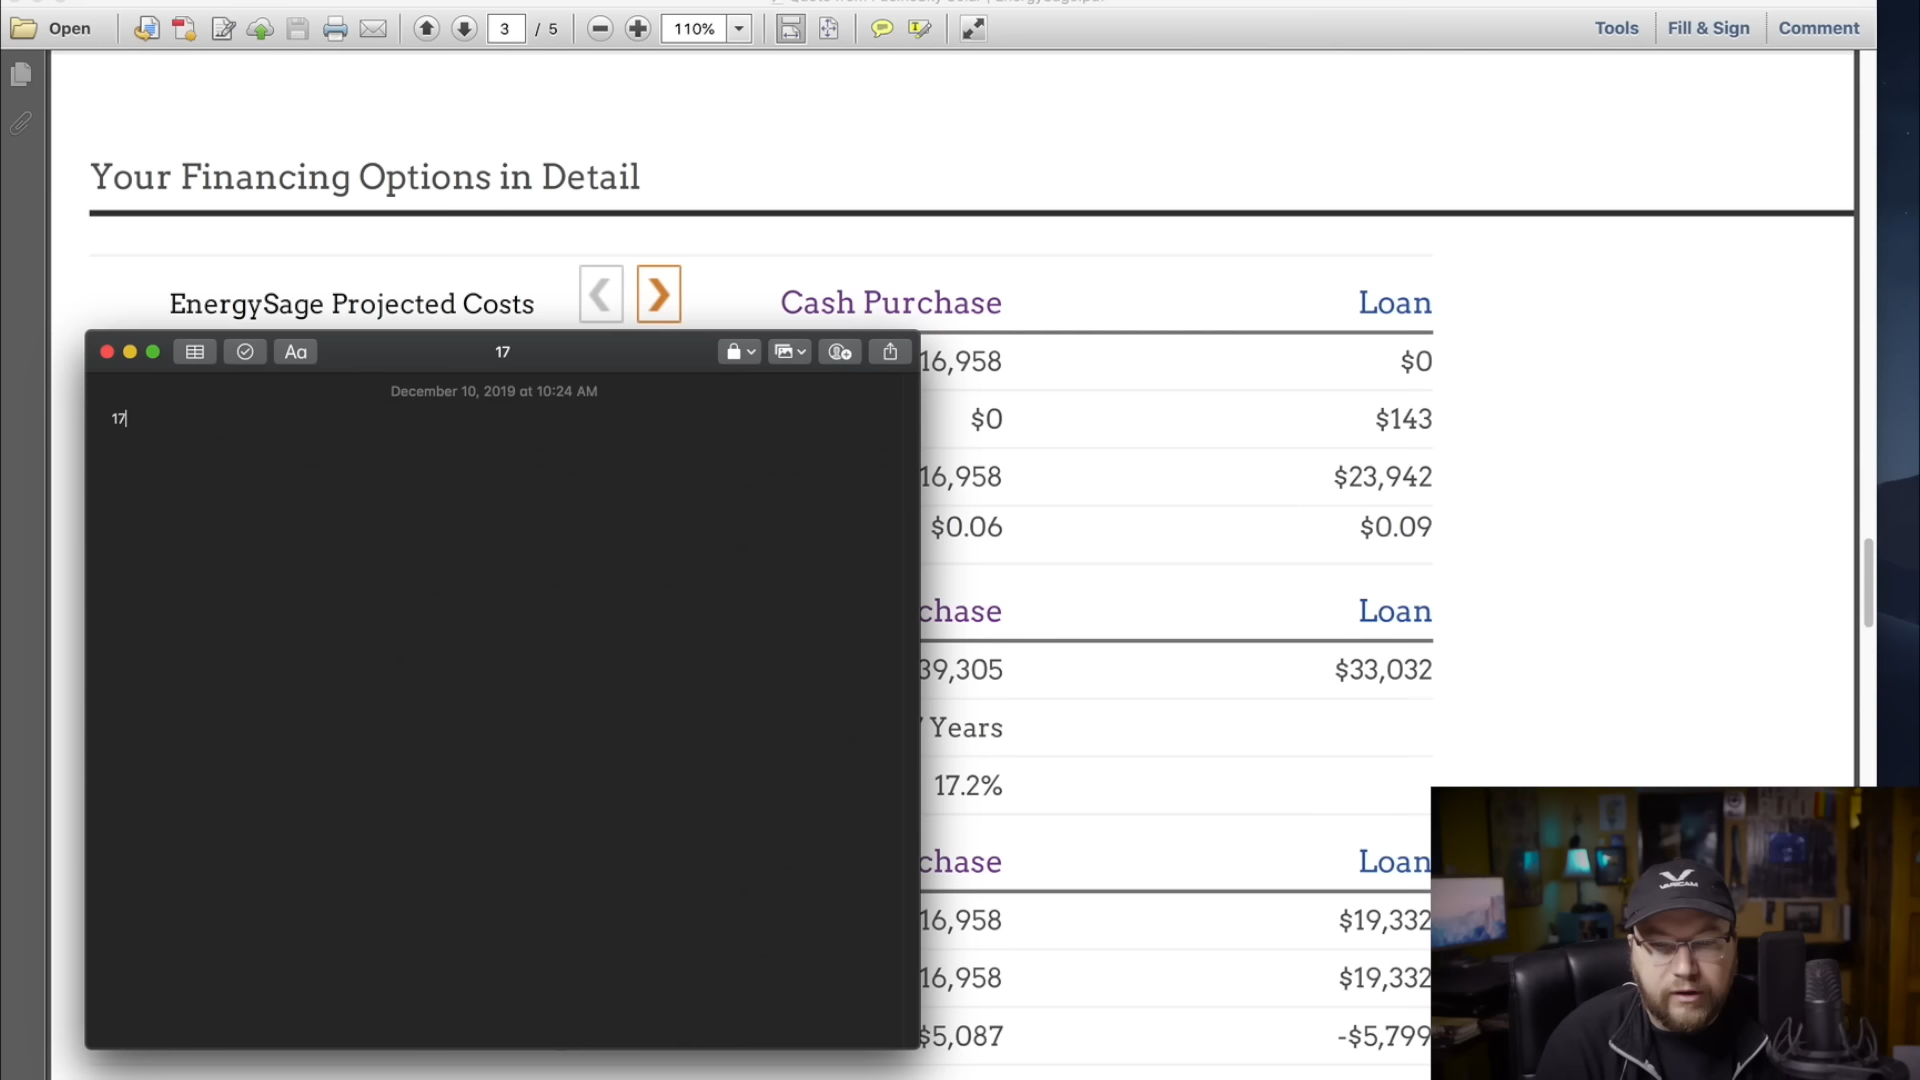 Open
3 / 5
110%
Tools
Fill & Sign
Comment
Your Financing Options in Detail
EnergySage Projected Costs
Cash Purchase
Loan
17
December 10, 2019 at 10:24 AM
17
16,958
$0
$0
$143
16,958
$23,942
$0.06
$0.09
chase
Loan
39,305
$33,032
Years
17.2%
chase
Loan
16,958
$19,332
16,958
$19,332
$5,087
-$5,799
VARICAM